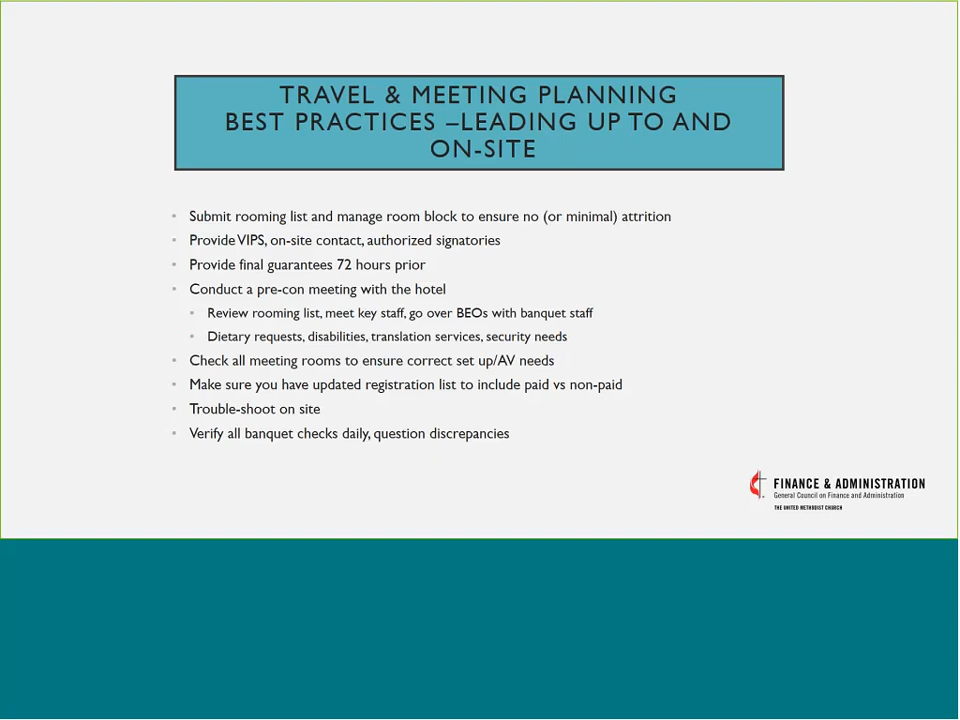 TRAVEL & MEETING PLANNING
BEST PRACTICES –LEADING UP TO AND
ON-SITE
• Submit rooming list and manage room block to ensure no (or minimal) attrition
• Provide VIPS, on-site contact, authorized signatories
• Provide final guarantees 72 hours prior
• Conduct a pre-con meeting with the hotel
• Review rooming list, meet key staff, go over BEOs with banquet staff
• Dietary requests, disabilities, translation services, security needs
• Check all meeting rooms to ensure correct set up/AV needs
• Make sure you have updated registration list to include paid vs non-paid
• Trouble-shoot on site
• Verify all banquet checks daily, question discrepancies
FINANCE & ADMINISTRATION
General Council on Finance and Administration
THE UNITED METHODIST CHURCH